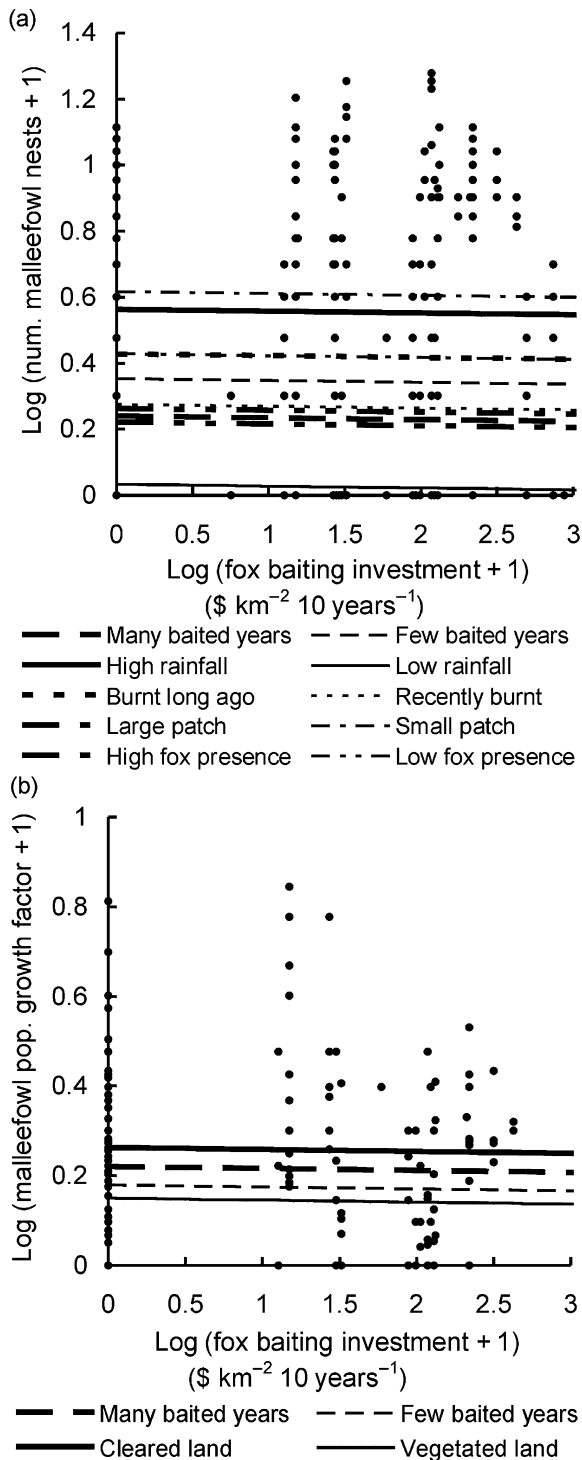 (a)
Log (num. malleefowl nests + 1)
1.4
1.2
1
0.8
0.6
0.4
0.2
0
0 0.5 1 1.5 2 2.5 3
Log (fox baiting investment + 1)
($ km⁻² 10 years⁻¹)
Many baited years Few baited years
High rainfall Low rainfall
Burnt long ago Recently burnt
Large patch Small patch
High fox presence Low fox presence
(b)
Log (malleefowl pop. growth factor + 1)
1
0.8
0.6
0.4
0.2
0
0 0.5 1 1.5 2 2.5 3
Log (fox baiting investment + 1)
($ km⁻² 10 years⁻¹)
Many baited years Few baited years
Cleared land Vegetated land